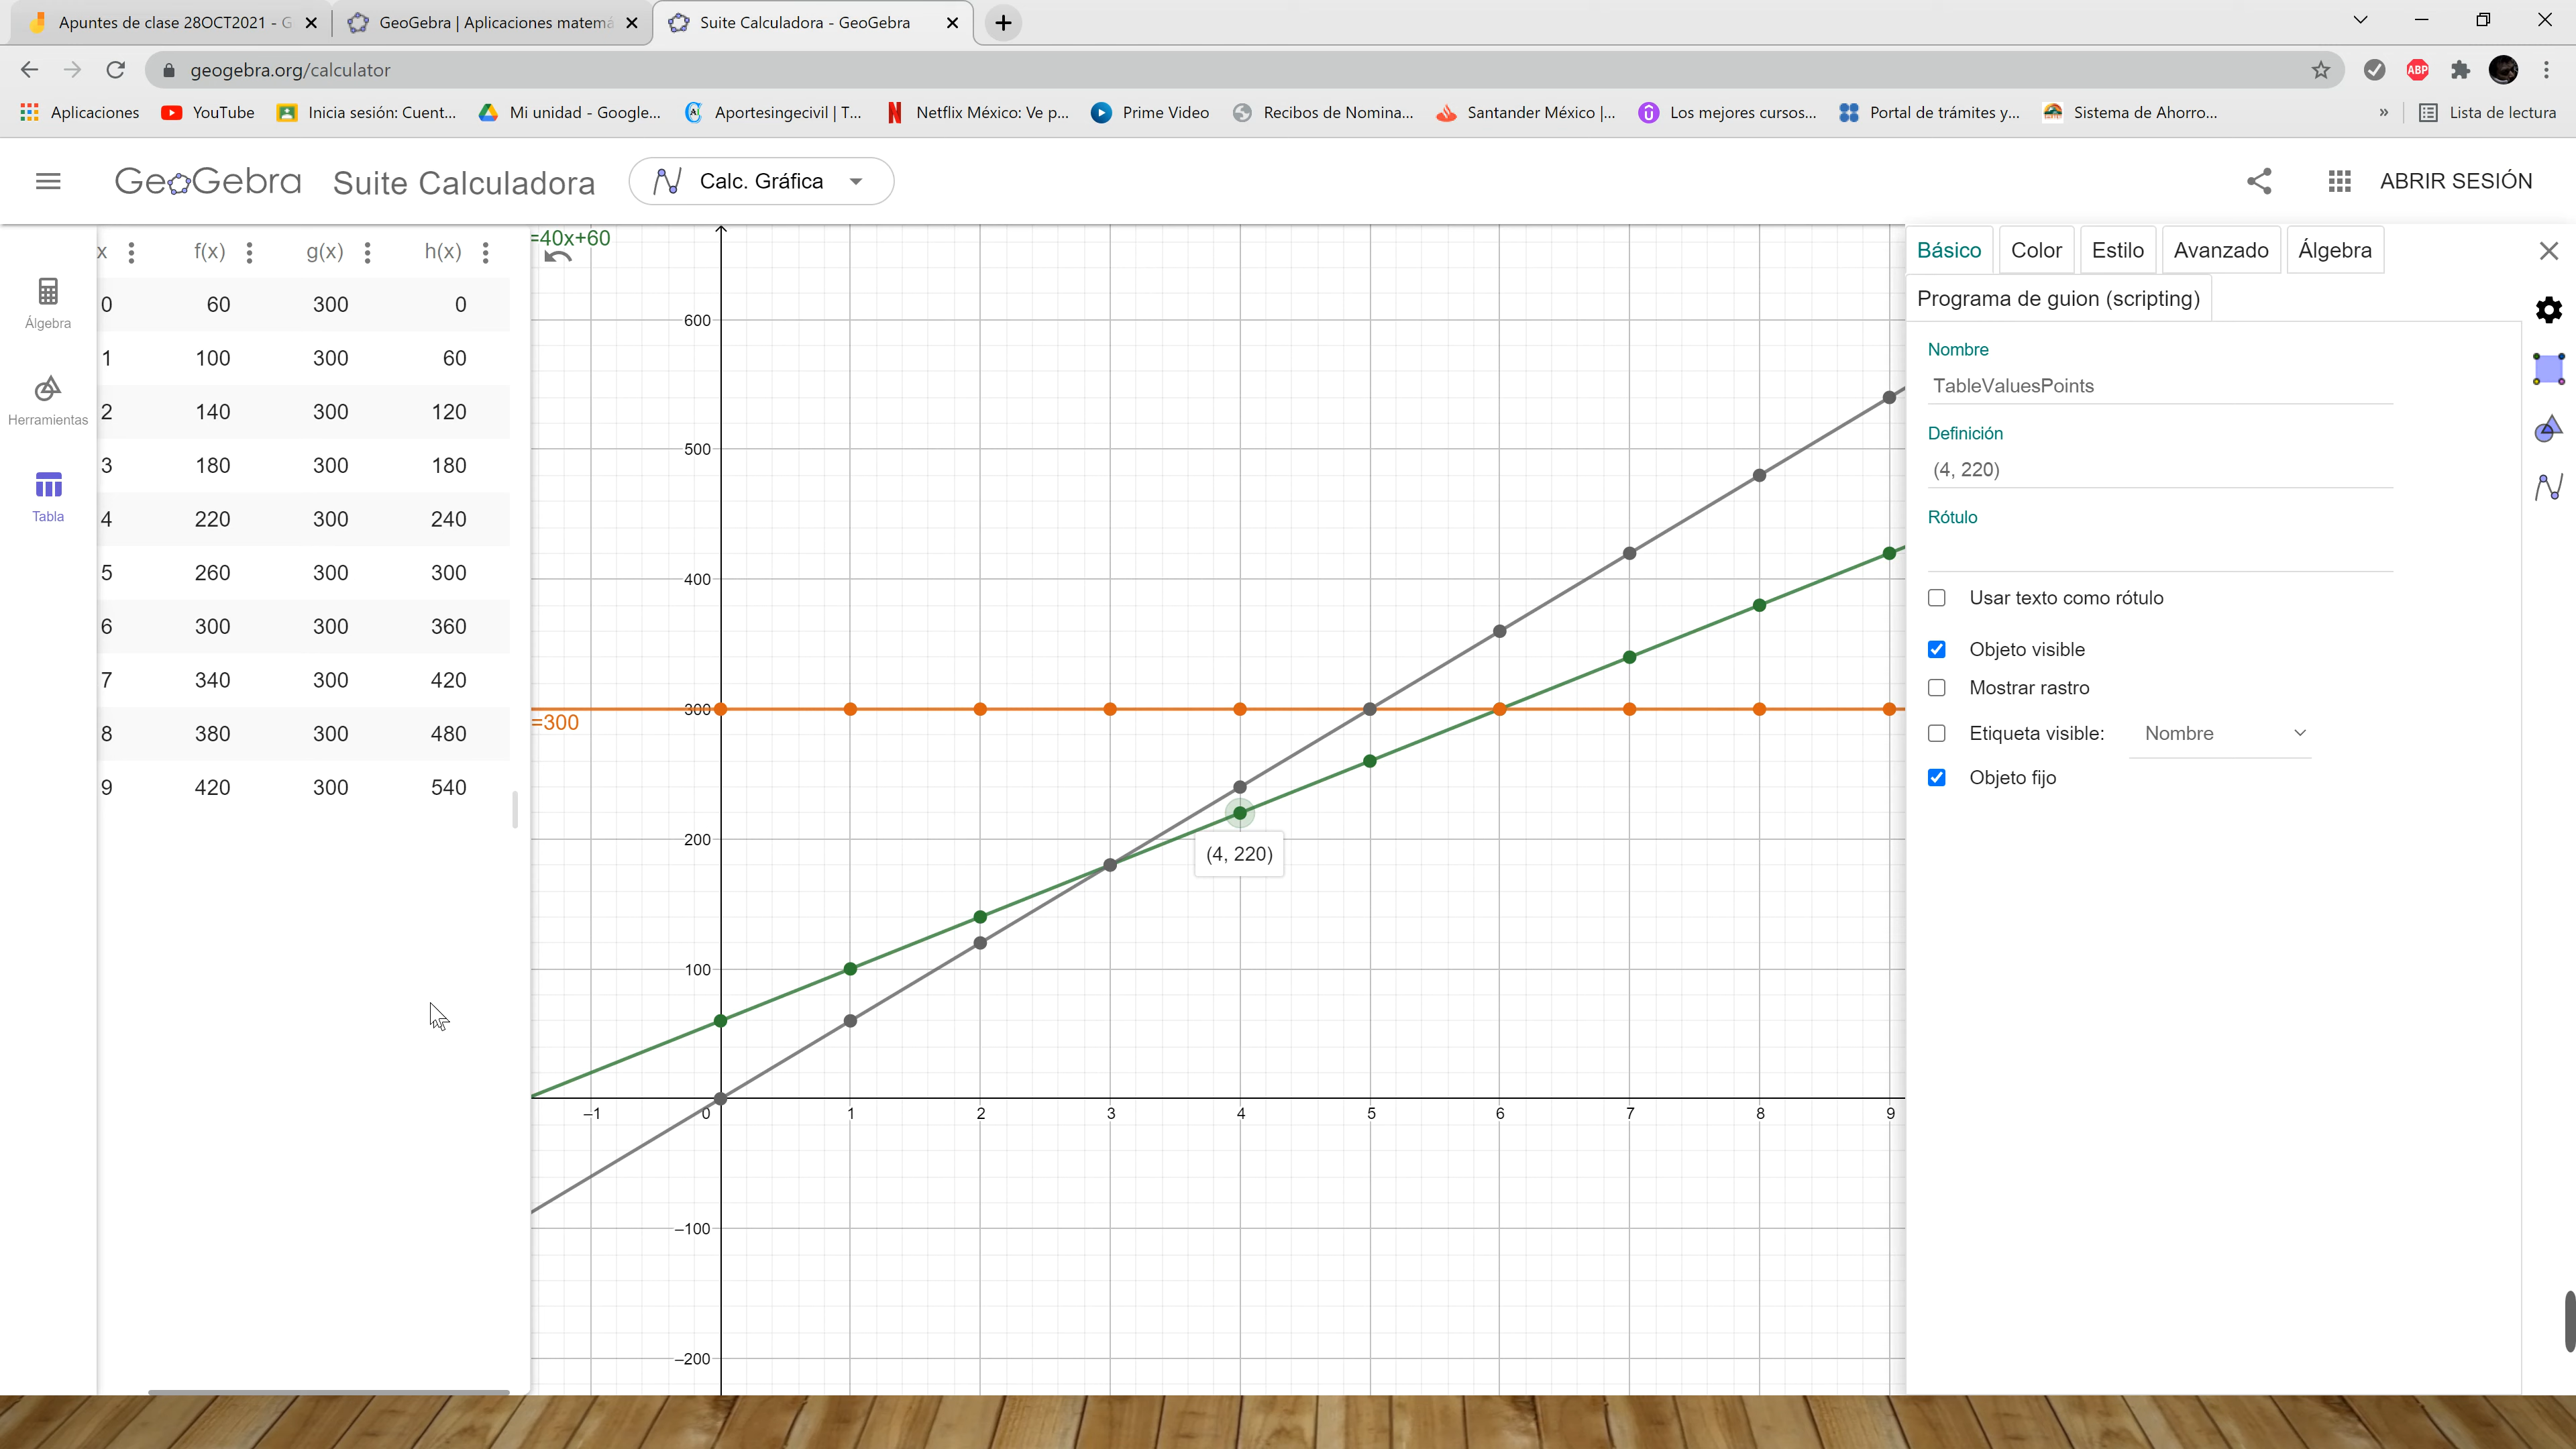 Apuntes de clase 28OCT2021 - G
GeoGebra | Aplicaciones matemá
Suite Calculadora - GeoGebra
geogebra.org/calculator
ABP
Aplicaciones
YouTube
Inicia sesión: Cuent...
Mi unidad - Google...
Aportesingecivil | T...
Netflix México: Ve p...
Prime Video
Recibos de Nomina...
Santander México |...
Los mejores cursos...
Portal de trámites y...
Sistema de Ahorro...
»
Lista de lectura
GeoGebra Suite Calculadora
Calc. Gráfica
ABRIR SESIÓN
Álgebra
Herramientas
Tabla
x f(x) g(x) h(x)
0 60 300 0
1 100 300 60
2 140 300 120
3 180 300 180
4 220 300 240
5 260 300 300
6 300 300 360
7 340 300 420
8 380 300 480
9 420 300 540
=40x+60
600
500
400
300
=300
200
(4, 220)
100
–1 0 1 2 3 4 5 6 7 8 9
–100
–200
Básico Color Estilo Avanzado Álgebra
Programa de guion (scripting)
Nombre
TableValuesPoints
Definición
(4, 220)
Rótulo
Usar texto como rótulo
Objeto visible
Mostrar rastro
Etiqueta visible: Nombre
Objeto fijo